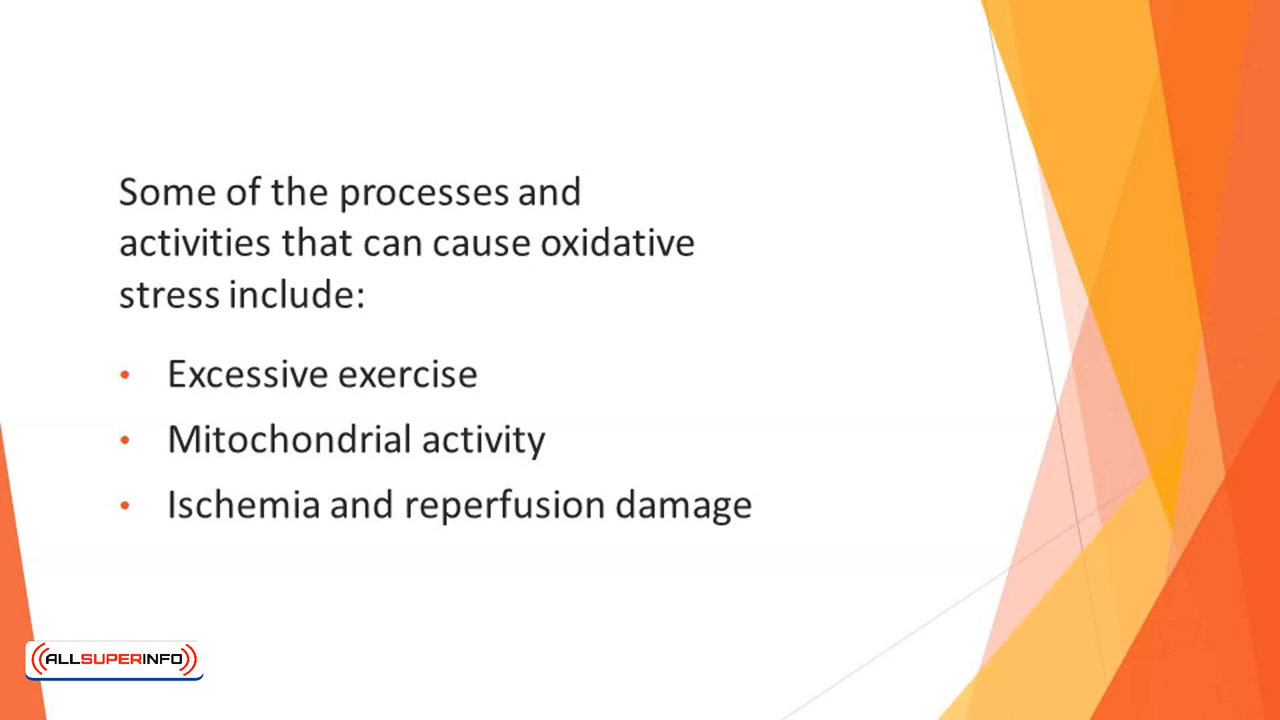 Some of the processes and
activities that can cause oxidative
stress include:
• Excessive exercise
• Mitochondrial activity
• Ischemia and reperfusion damage
ALLSUPERINFO